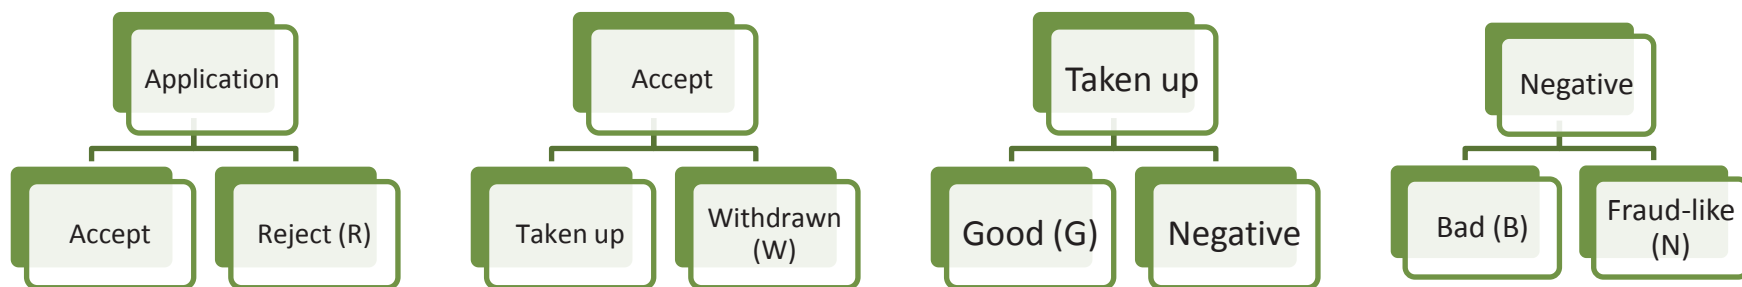 Application
Accept
Reject (R)
Accept
Taken up
Withdrawn
(W)
Taken up
Good (G)
Negative
Negative
Bad (B)
Fraud-like
(N)